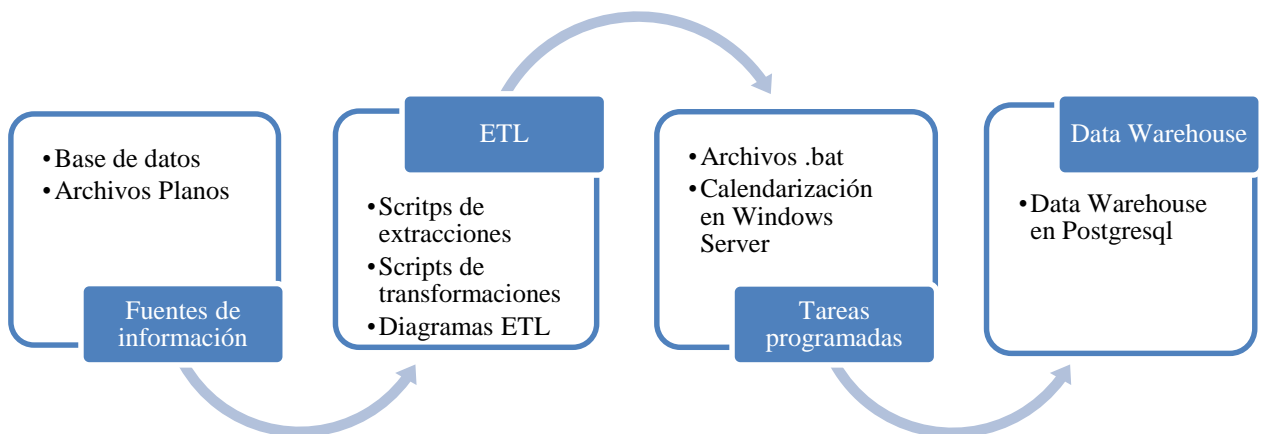 •Base de datos
•Archivos Planos
Fuentes de
información
ETL
•Scritps de
extracciones
•Scripts de
transformaciones
•Diagramas ETL
•Archivos .bat
•Calendarización
en Windows
Server
Tareas
programadas
Data Warehouse
•Data Warehouse
en Postgresql